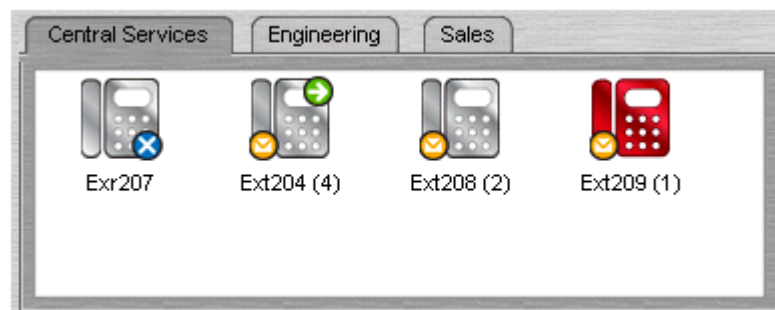 Central Services Engineering Sales
Exr207 Ext204 (4) Ext208 (2) Ext209 (1)